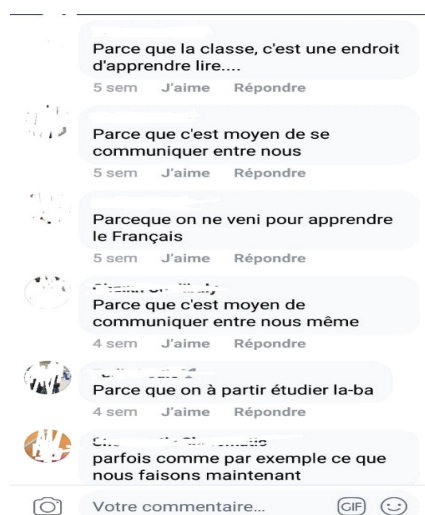 Parce que la classe, c'est une endroit
d'apprendre lire....
5 sem J'aime Répondre
Parce que c'est moyen de se
communiquer entre nous
5 sem J'aime Répondre
Parceque on ne veni pour apprendre
le Français
5 sem J'aime Répondre
Parce que c'est moyen de
communiquer entre nous même
4 sem J'aime Répondre
Parce que on à partir étudier la-ba
4 sem J'aime Répondre
parfois comme par exemple ce que
nous faisons maintenant
Votre commentaire... GIF